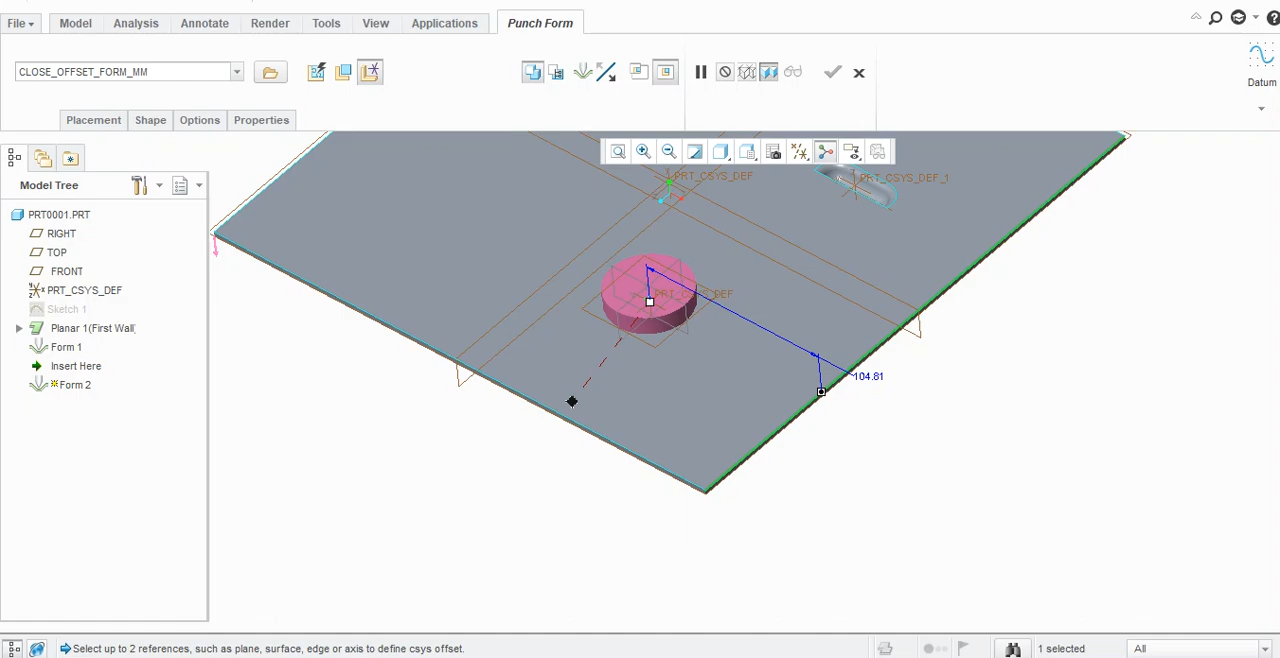 File
Model
Analysis
Annotate
Render
Tools
View
Applications
Punch Form
CLOSE_OFFSET_FORM_MM
Datum
Placement
Shape
Options
Properties
Model Tree
PRT0001.PRT
RIGHT
TOP
FRONT
PRT_CSYS_DEF
Sketch 1
Planar 1(First Wall)
Form 1
Insert Here
Form 2
PRT_CSYS_DEF
PRT_CSYS_DEF_1
PRT_CSYS_DEF
104.81
Select up to 2 references, such as plane, surface, edge or axis to define csys offset.
1 selected
All